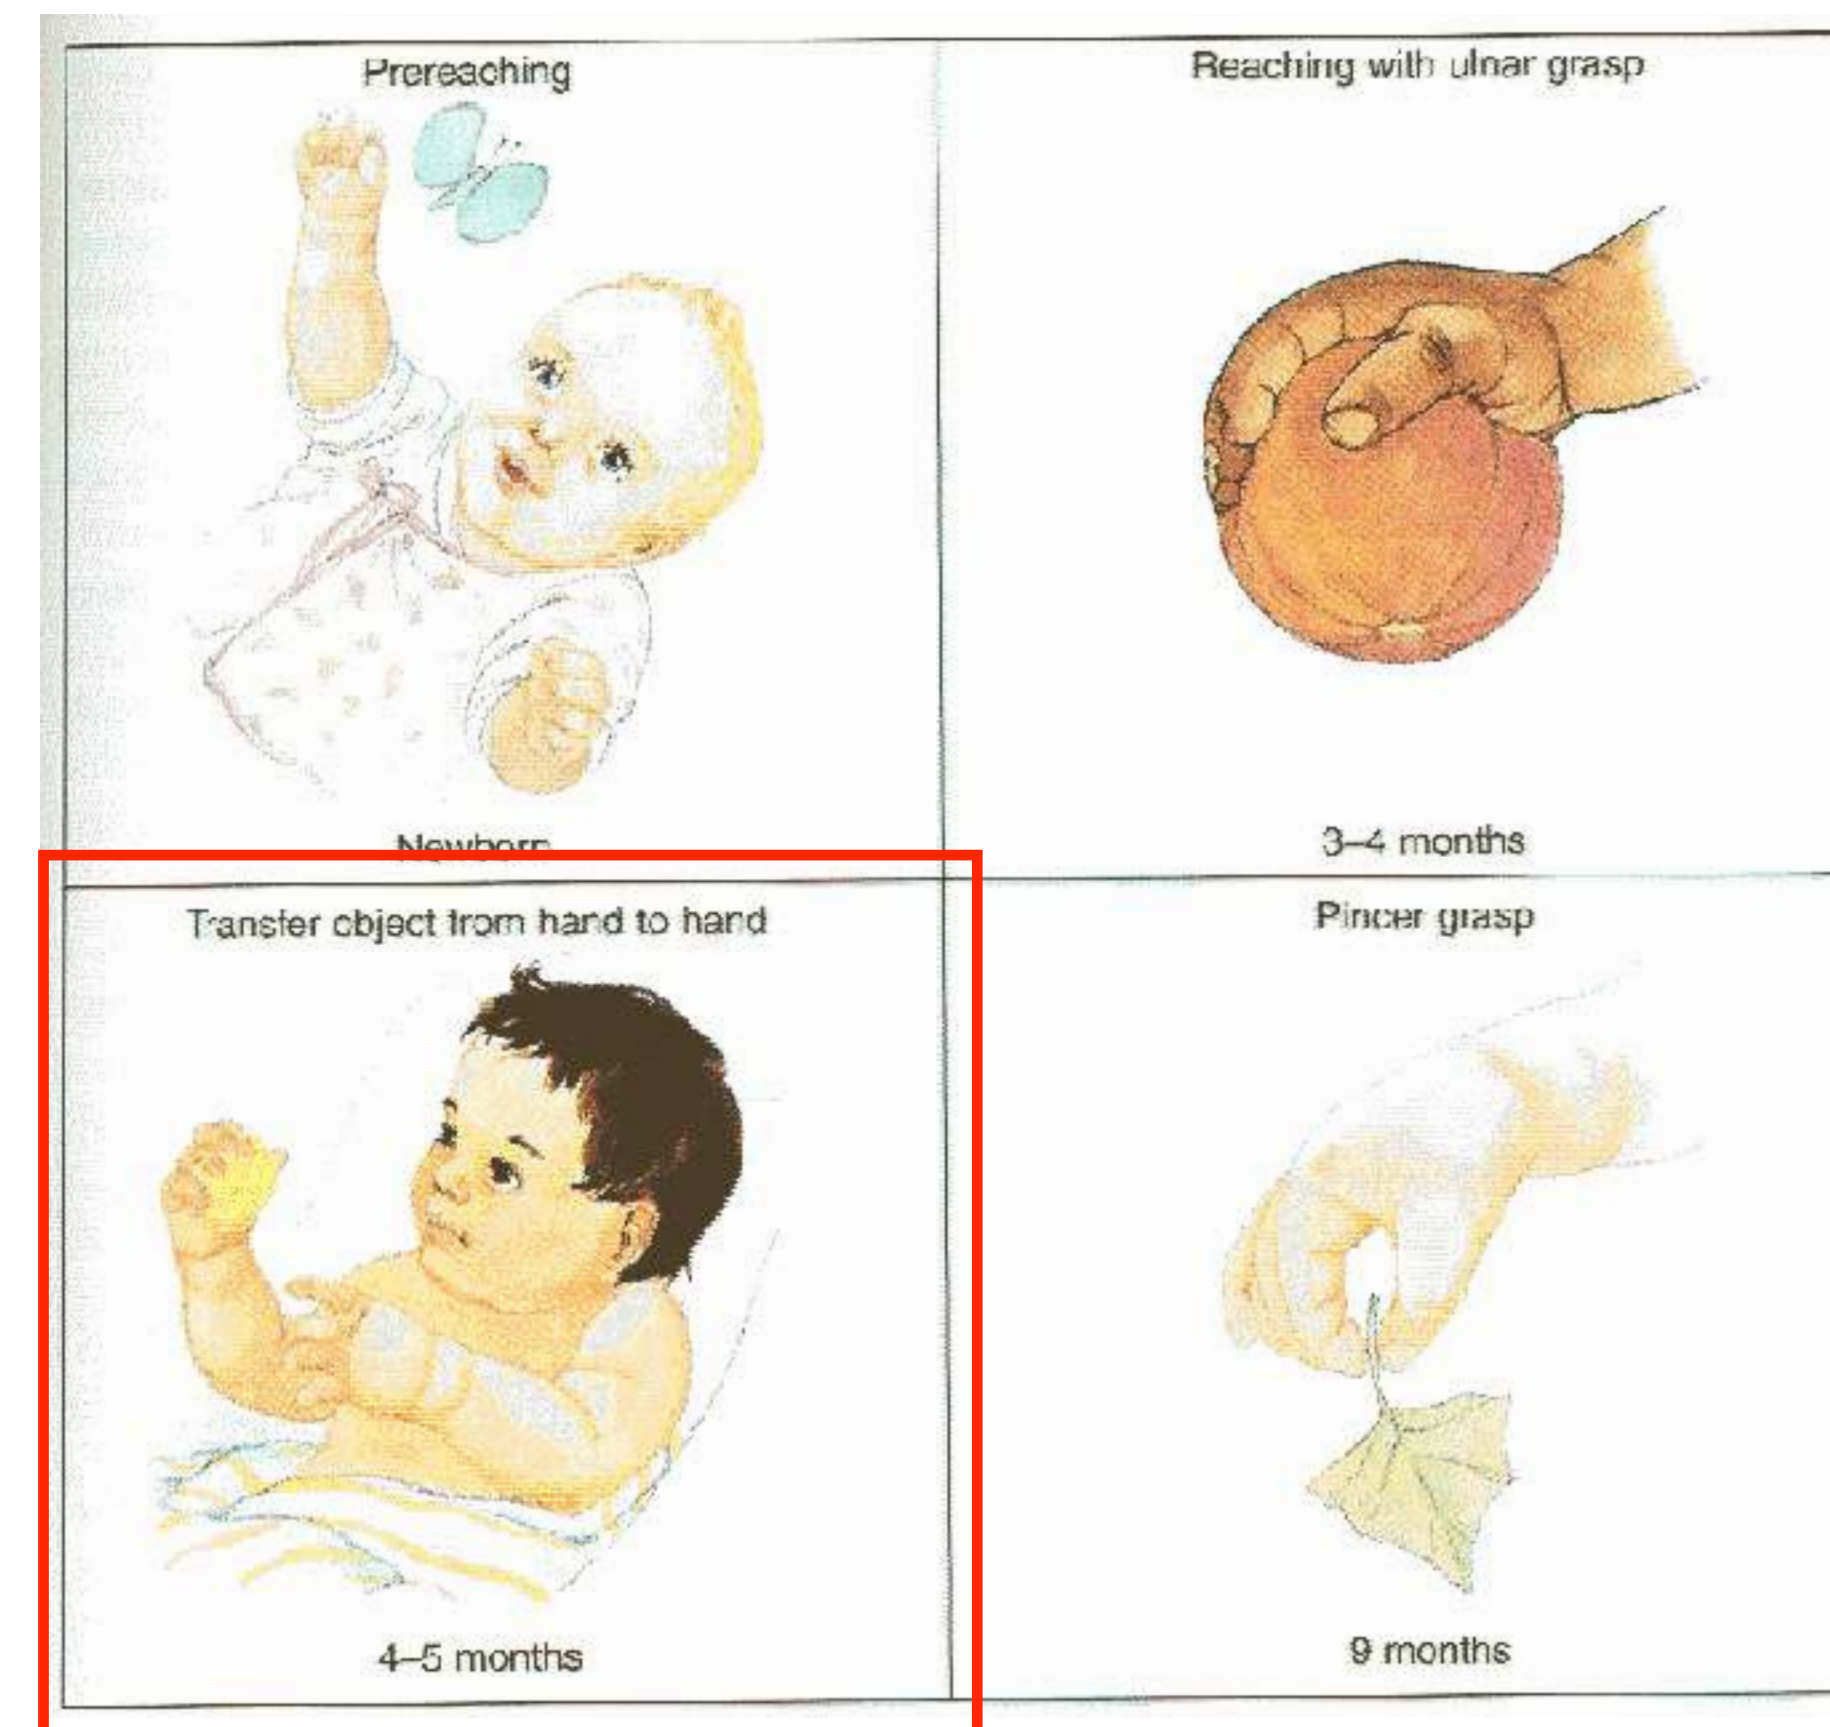 Prereaching
Reaching with ulnar grasp
Newborn
3–4 months
Transfer object from hand to hand
Pincer grasp
4–5 months
9 months